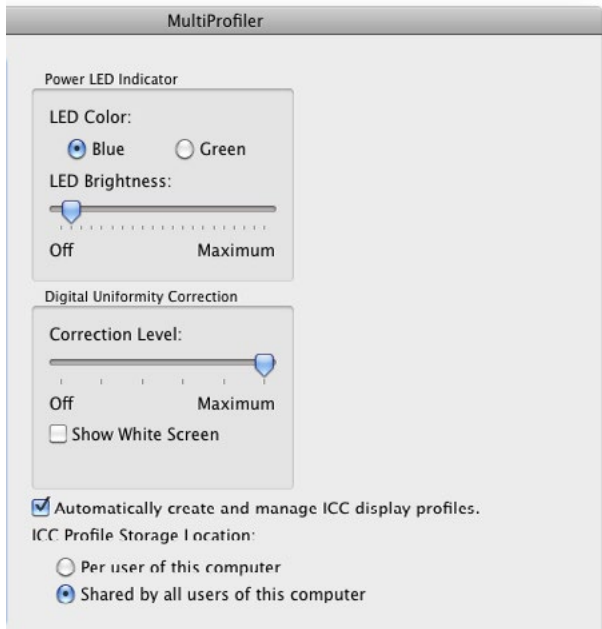 MultiProfiler
Power LED Indicator
LED Color:
Blue Green
LED Brightness:
Off Maximum
Digital Uniformity Correction
Correction Level:
Off Maximum
Show White Screen
Automatically create and manage ICC display profiles.
ICC Profile Storage Location:
Per user of this computer
Shared by all users of this computer